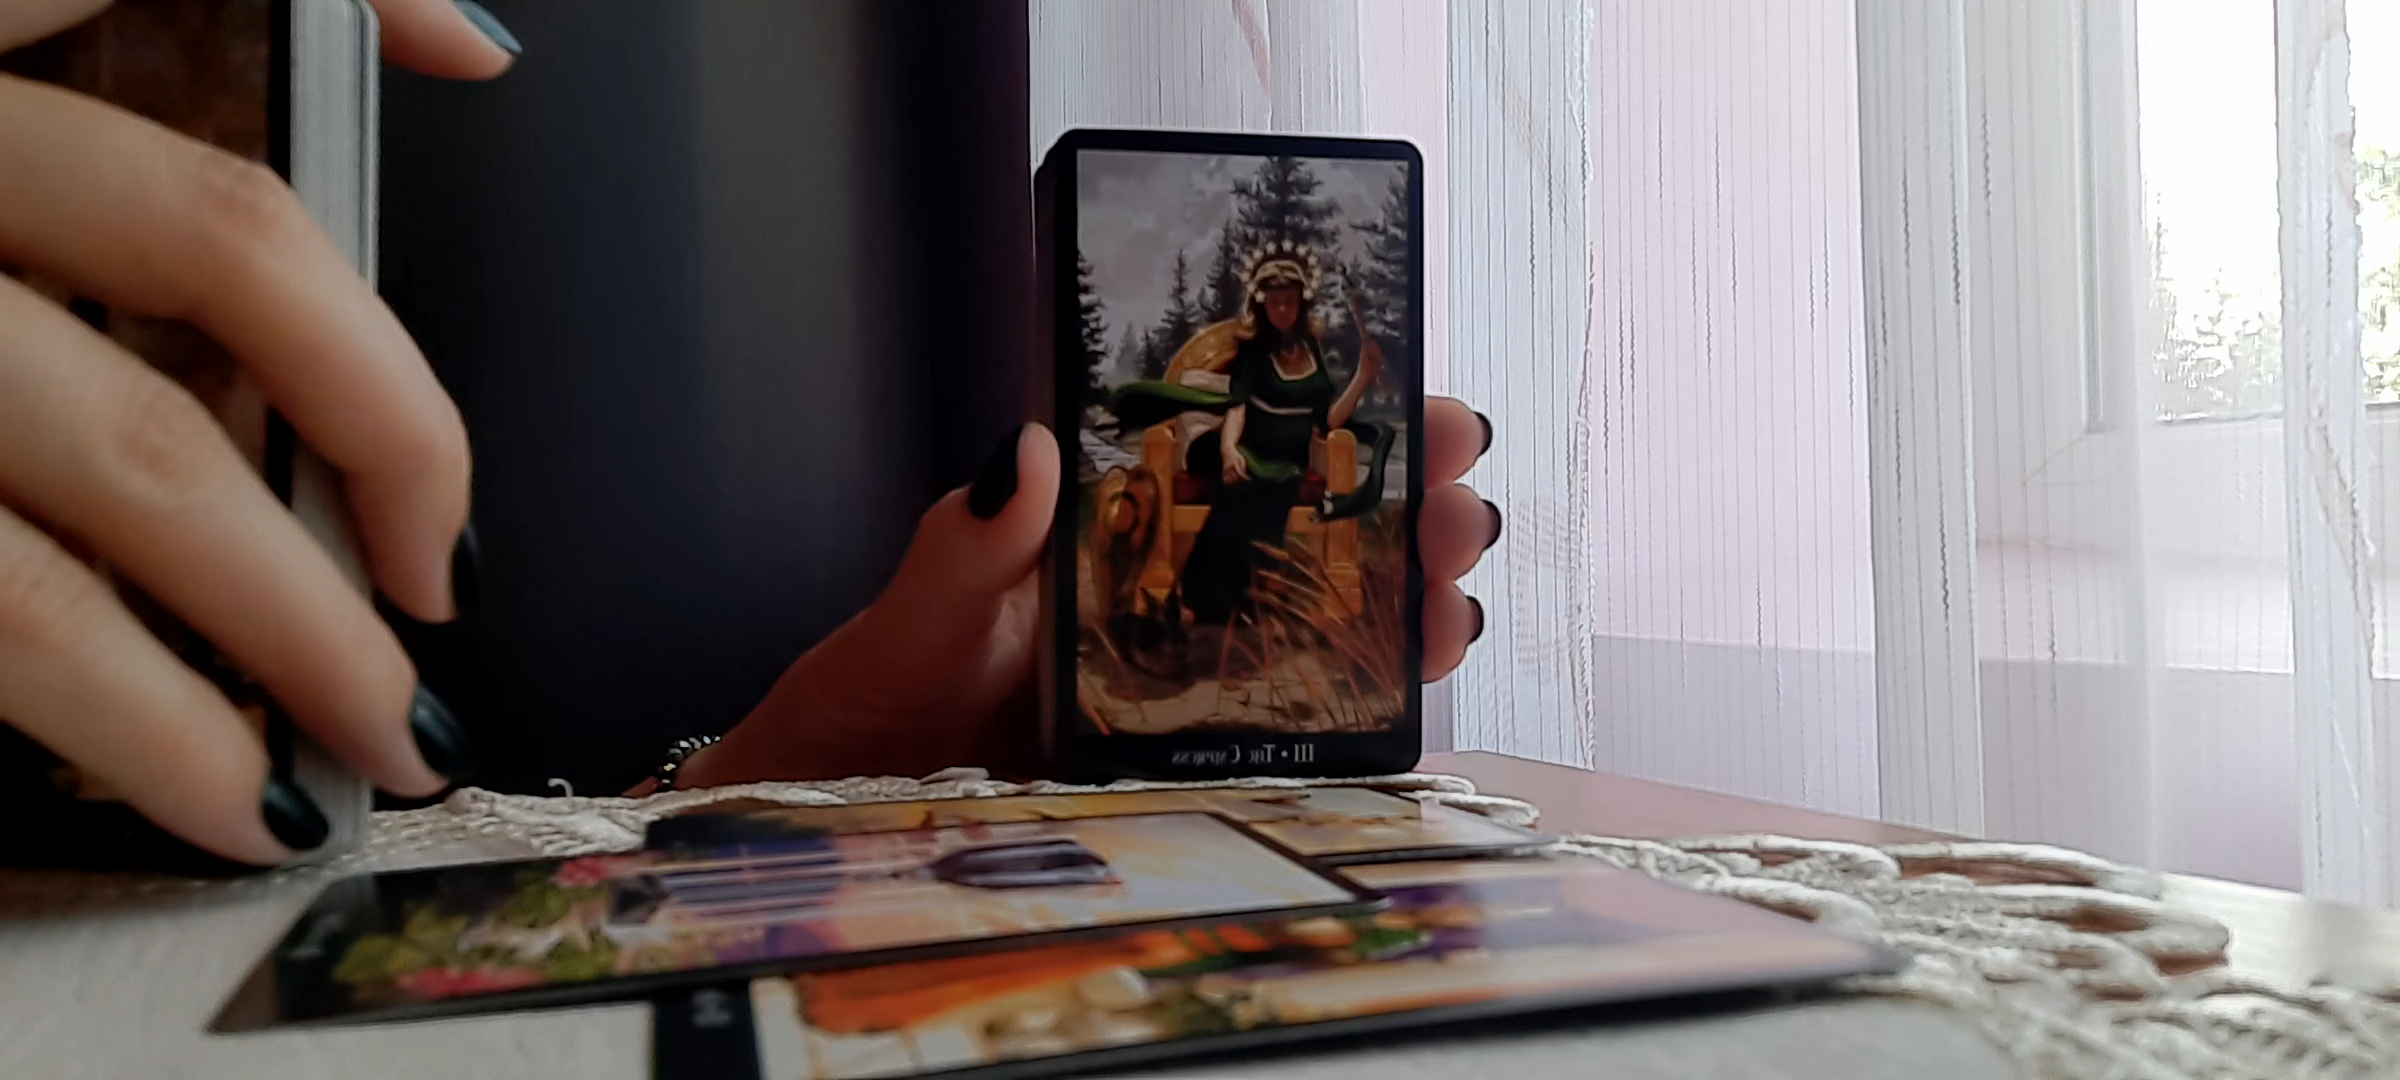 III • The Empress